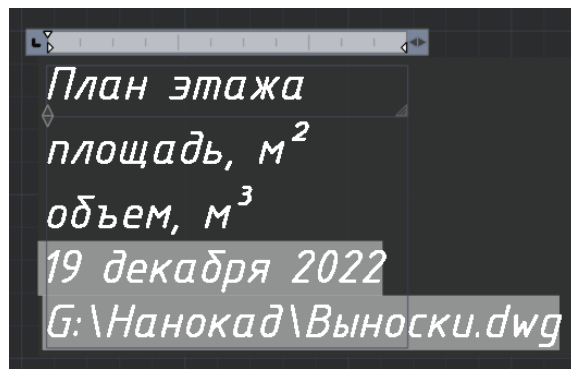 План этажа
площадь, м²
объем, м³
19 декабря 2022
G:\Нанокад\Выноски.dwg